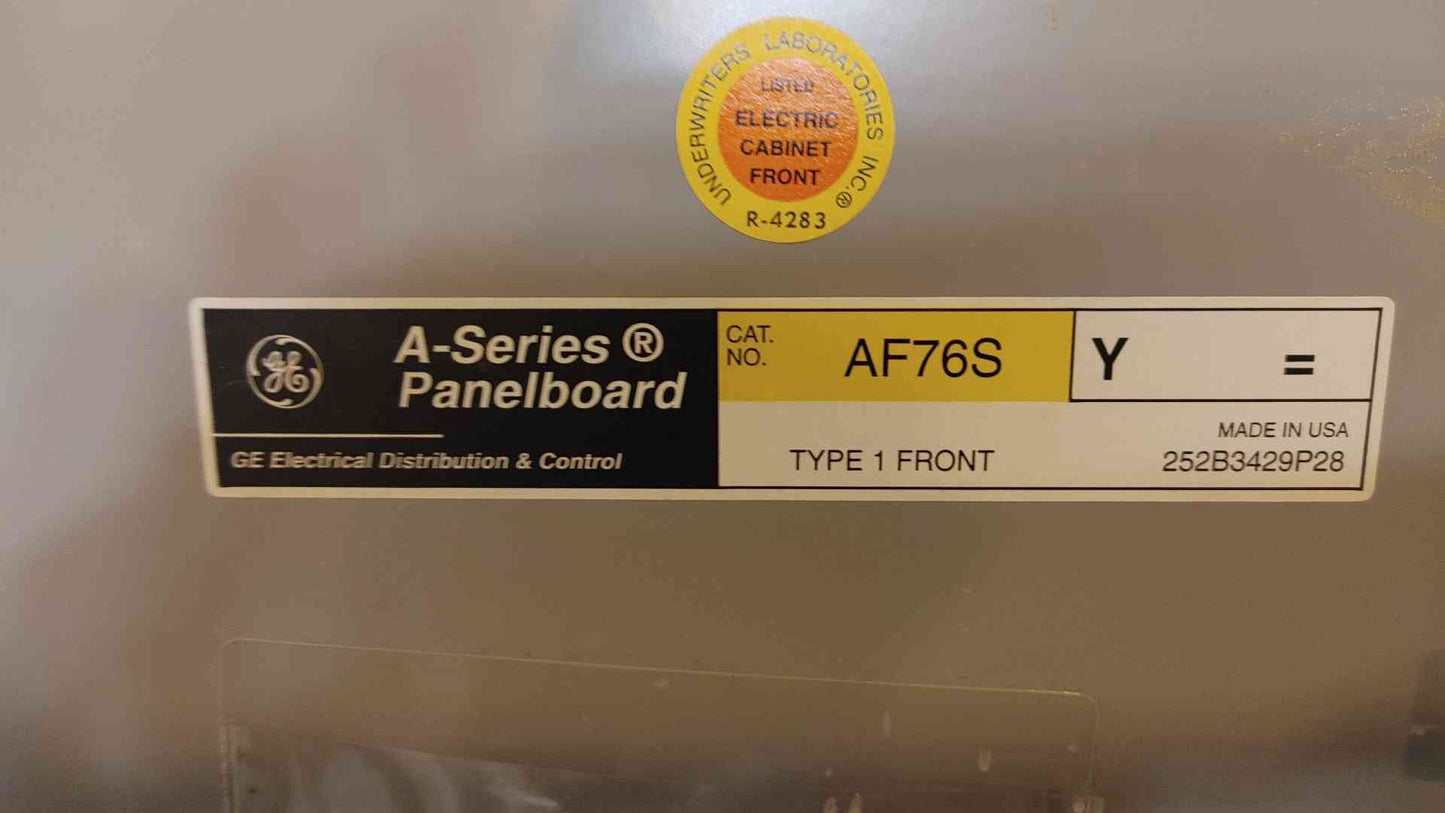 UNDERWRITERS LABORATORIES INC.®
LISTED
ELECTRIC
CABINET
FRONT
R-4283
GE
A-Series ®
Panelboard
GE Electrical Distribution & Control
CAT.
NO.
AF76S
Y =
TYPE 1 FRONT
MADE IN USA
252B3429P28